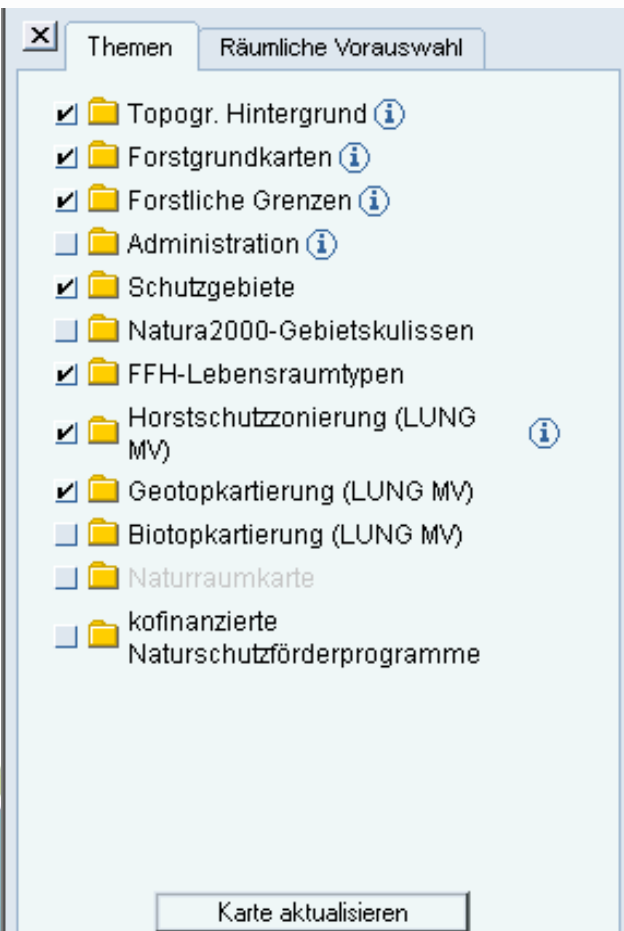 Themen Räumliche Vorauswahl
Topogr. Hintergrund
Forstgrundkarten
Forstliche Grenzen
Administration
Schutzgebiete
Natura2000-Gebietskulissen
FFH-Lebensraumtypen
Horstschutzzonierung (LUNG
MV)
Geotopkartierung (LUNG MV)
Biotopkartierung (LUNG MV)
Naturraumkarte
kofinanzierte
Naturschutzförderprogramme
Karte aktualisieren